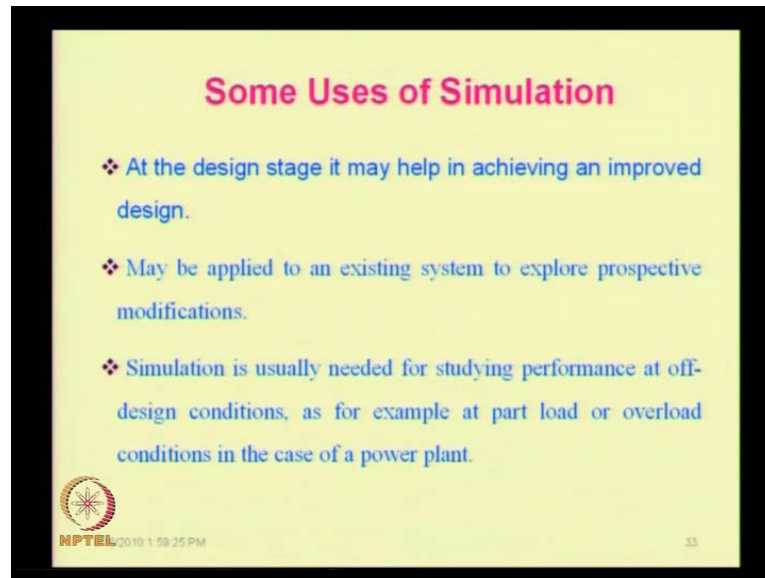 Some Uses of Simulation
❖ At the design stage it may help in achieving an improved
design.
❖ May be applied to an existing system to explore prospective
modifications.
❖ Simulation is usually needed for studying performance at off-
design conditions, as for example at part load or overload
conditions in the case of a power plant.
NPTEL
/2010 1:59:25 PM
33